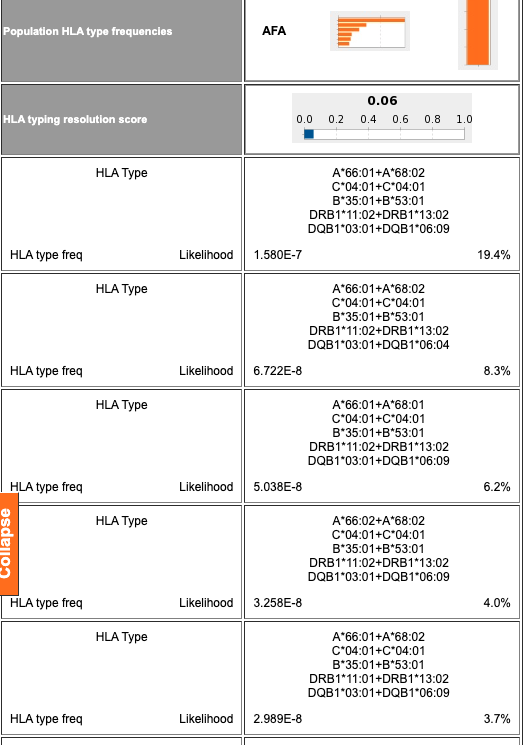 Population HLA type frequencies
AFA
HLA typing resolution score
0.06
0.0 0.2 0.4 0.6 0.8 1.0
HLA Type
A*66:01+A*68:02
C*04:01+C*04:01
B*35:01+B*53:01
DRB1*11:02+DRB1*13:02
DQB1*03:01+DQB1*06:09
HLA type freq Likelihood 1.580E-7 19.4%
HLA Type
A*66:01+A*68:02
C*04:01+C*04:01
B*35:01+B*53:01
DRB1*11:02+DRB1*13:02
DQB1*03:01+DQB1*06:04
HLA type freq Likelihood 6.722E-8 8.3%
HLA Type
A*66:01+A*68:01
C*04:01+C*04:01
B*35:01+B*53:01
DRB1*11:02+DRB1*13:02
DQB1*03:01+DQB1*06:09
HLA type freq Likelihood 5.038E-8 6.2%
Collapse
HLA Type
A*66:02+A*68:02
C*04:01+C*04:01
B*35:01+B*53:01
DRB1*11:02+DRB1*13:02
DQB1*03:01+DQB1*06:09
HLA type freq Likelihood 3.258E-8 4.0%
HLA Type
A*66:01+A*68:02
C*04:01+C*04:01
B*35:01+B*53:01
DRB1*11:01+DRB1*13:02
DQB1*03:01+DQB1*06:09
HLA type freq Likelihood 2.989E-8 3.7%